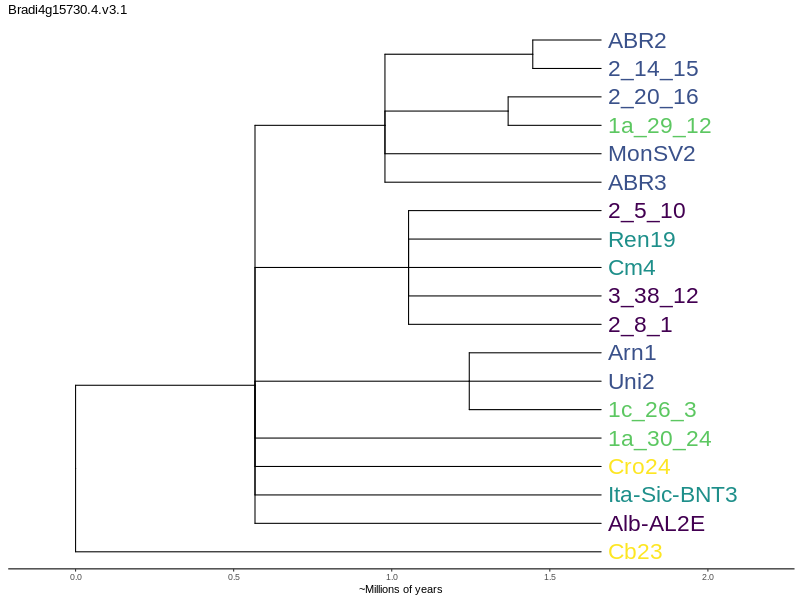 Bradi4g15730.4.v3.1
ABR2
2_14_15
2_20_16
1a_29_12
MonSV2
ABR3
2_5_10
Ren19
Cm4
3_38_12
2_8_1
Arn1
Uni2
1c_26_3
1a_30_24
Cro24
Ita-Sic-BNT3
Alb-AL2E
Cb23
0.0 0.5 1.0 1.5 2.0
~Millions of years